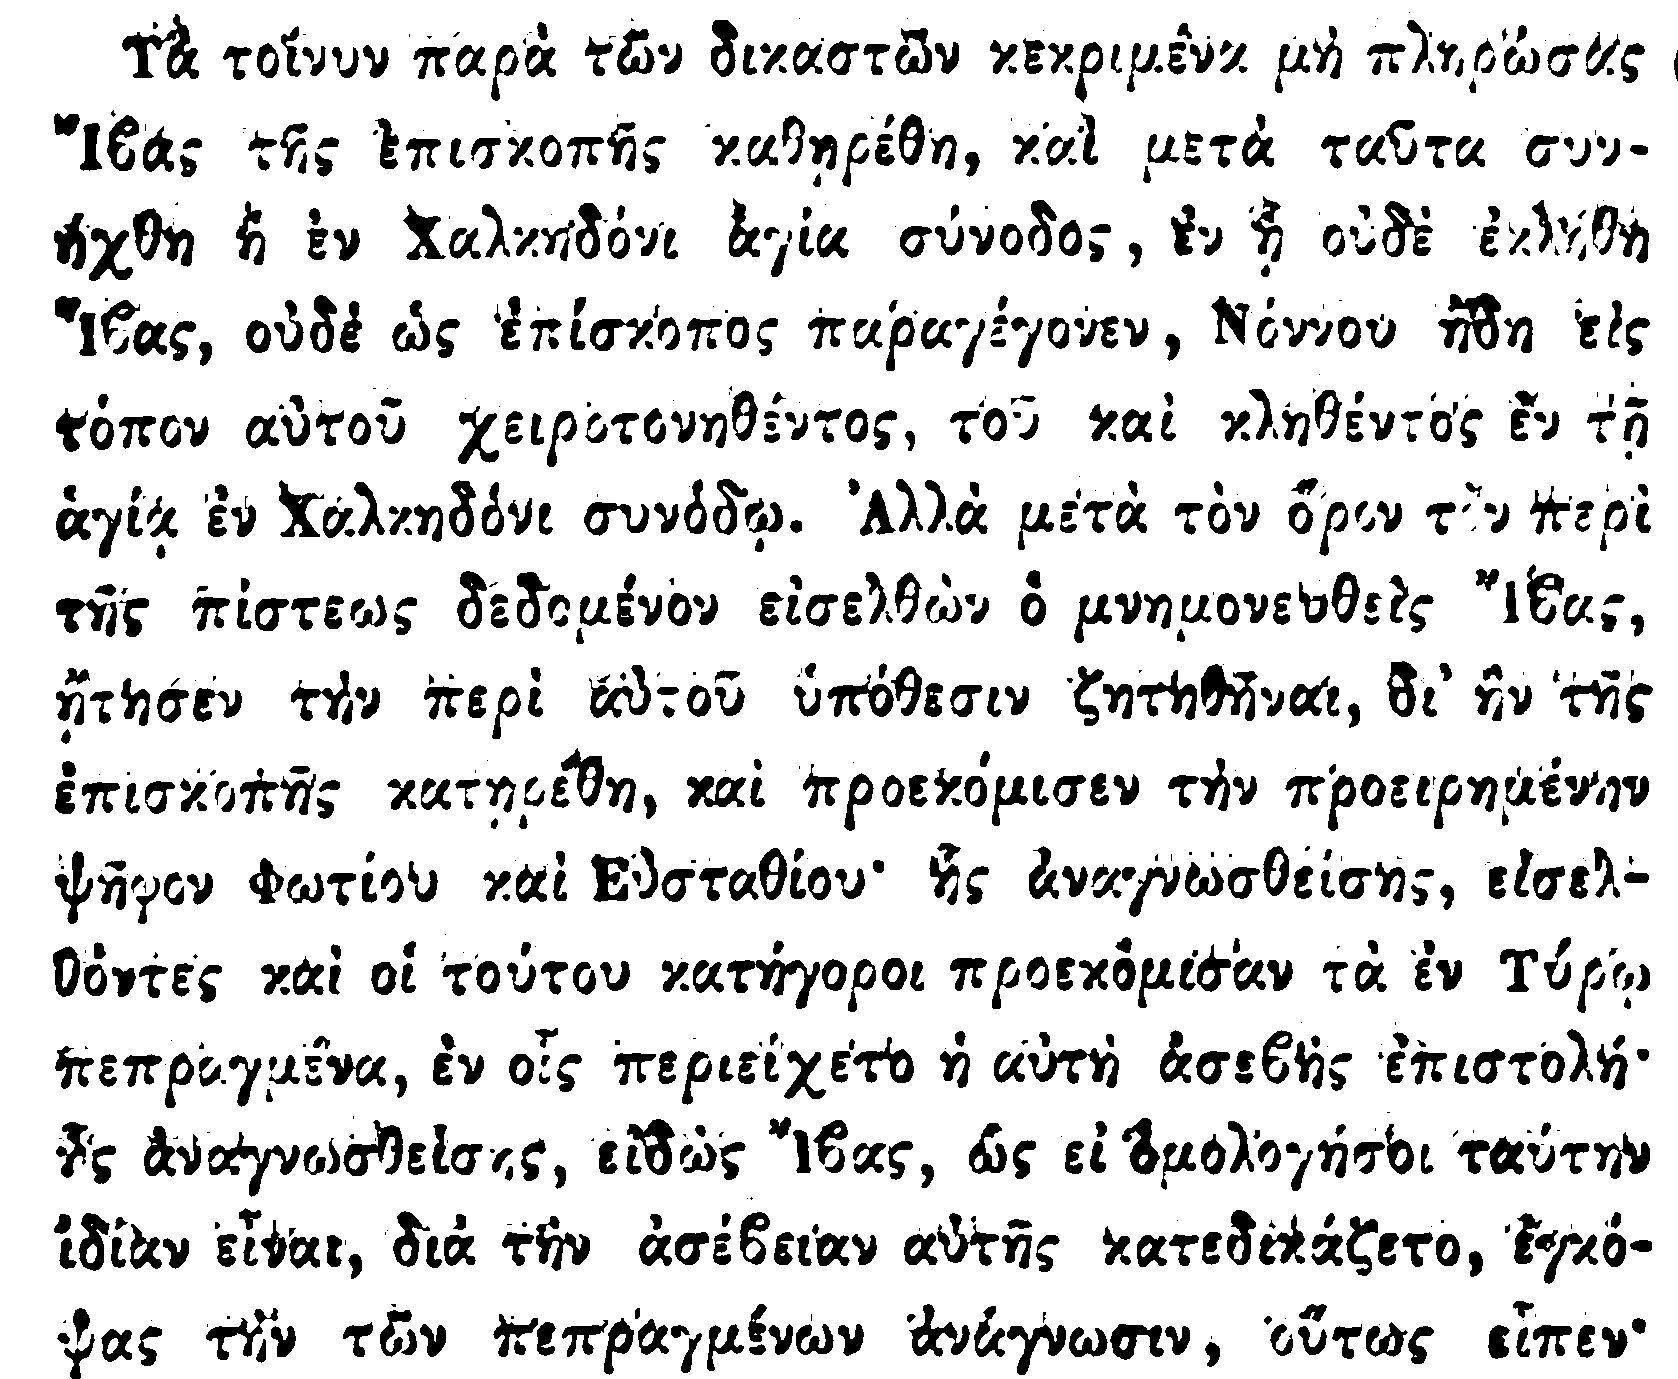 Τὰ τοίνυν παρὰ τῶν δικαστῶν κεκριμένα μὴ πληρώσας
Ἴβας τῆς ἐπισκοπῆς καθῃρέθη, καὶ μετὰ ταῦτα συν-
ήχθη ἡ ἐν Χαλκηδόνι ἁγία σύνοδος, ἐν ᾗ οὐδὲ ἐκλήθη
Ἴβας, οὐδὲ ὡς ἐπίσκοπος παραγέγονεν, Νόννου ἤδη εἰς
τόπον αὐτοῦ χειροτονηθέντος, τοῦ καὶ κληθέντος ἐν τῇ
ἁγίᾳ ἐν Χαλκηδόνι συνόδῳ. Ἀλλὰ μετὰ τὸν ὅρον τὸν περὶ
τῆς πίστεως δεδομένον εἰσελθὼν ὁ μνημονευθεὶς Ἴβας,
ᾔτησεν τὴν περὶ αὐτοῦ ὑπόθεσιν ζητηθῆναι, δι' ἣν τῆς
ἐπισκοπῆς κατῃρέθη, καὶ προεκόμισεν τὴν προειρημένην
ψῆφον Φωτίου καὶ Εὐσταθίου· ἧς ἀναγνωσθείσης, εἰσελ-
θόντες καὶ οἱ τούτου κατήγοροι προεκόμισαν τὰ ἐν Τύρῳ
πεπραγμένα, ἐν οἷς περιείχετο ἡ αὐτὴ ἀσεβὴς ἐπιστολή·
ἧς ἀναγνωσθείσης, εἰδὼς Ἴβας, ὡς εἰ ὁμολογήσοι ταύτην
ἰδίαν εἶναι, διὰ τὴν ἀσέβειαν αὐτῆς κατεδικάζετο, ἐγκό-
ψας τὴν τῶν πεπραγμένων ἀνάγνωσιν, οὕτως εἶπεν·